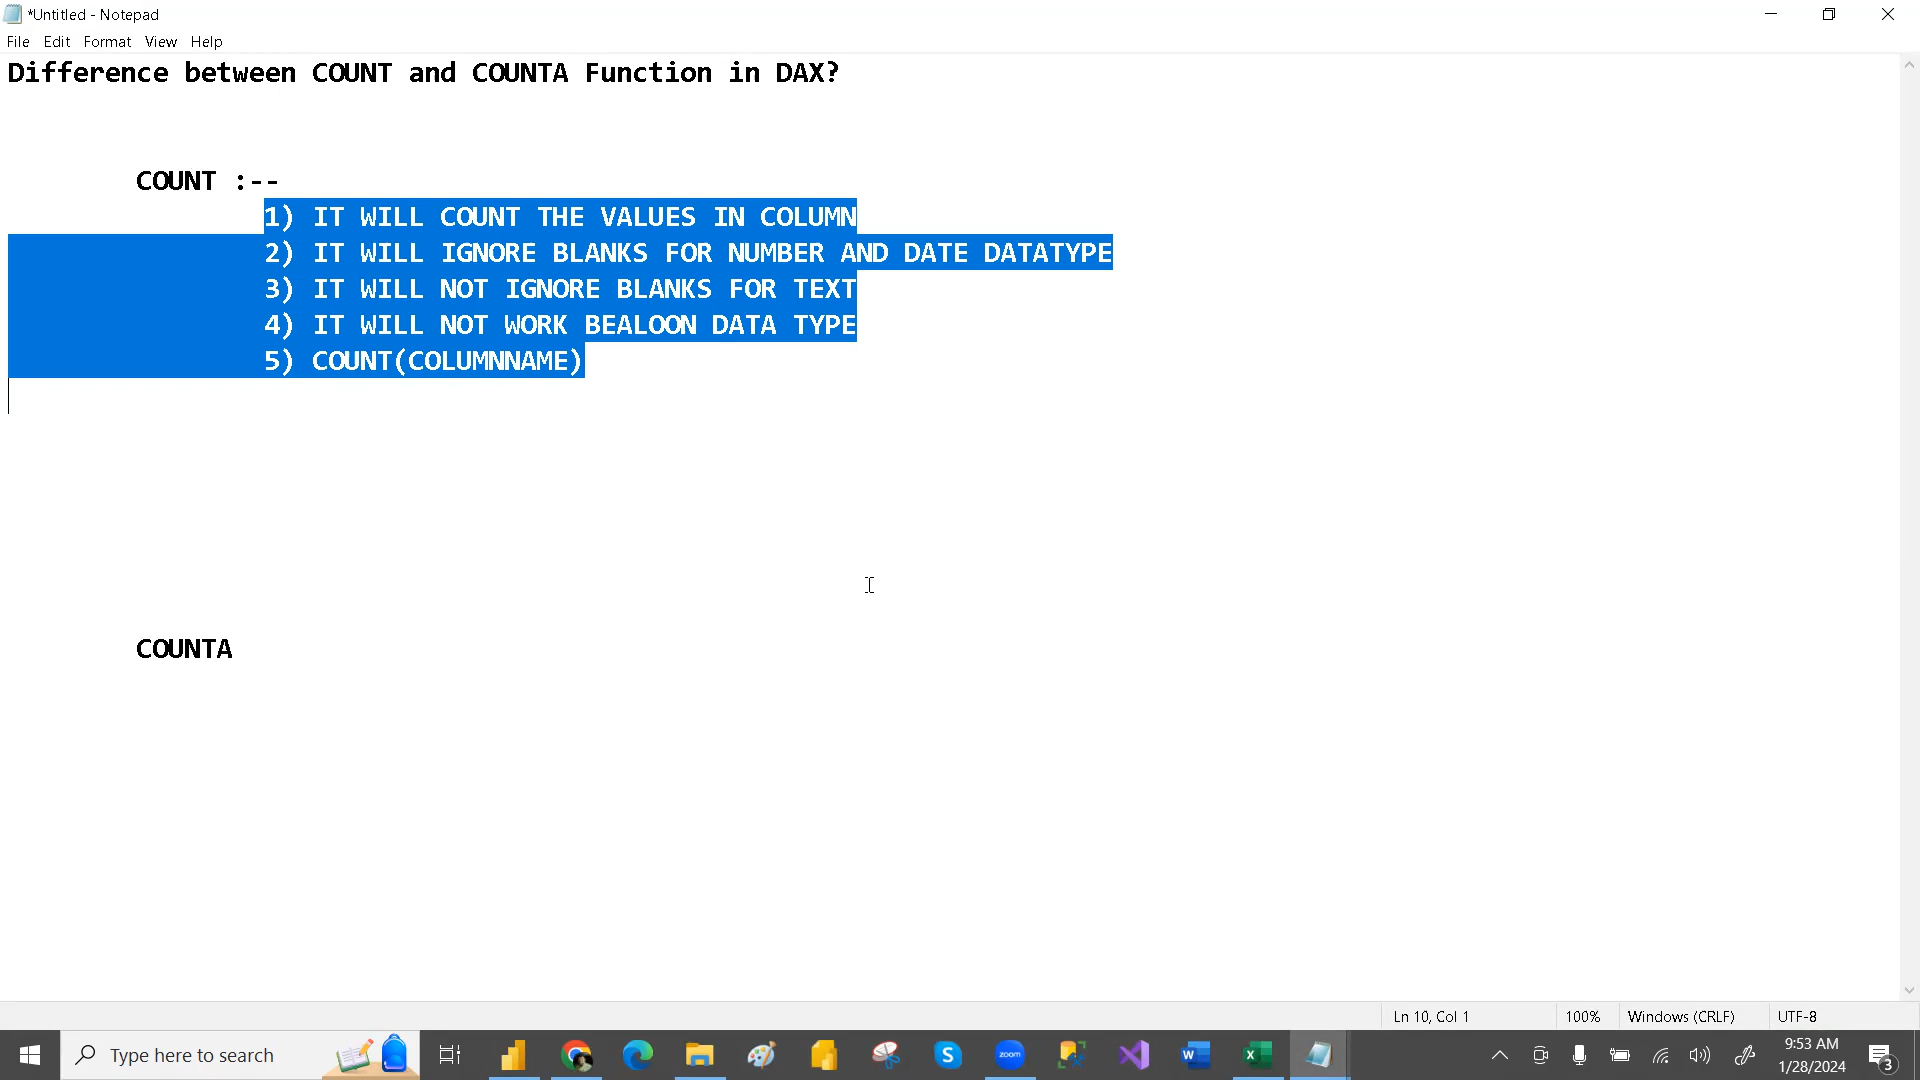 *Untitled - Notepad
File Edit Format View Help
Difference between COUNT and COUNTA Function in DAX?
COUNT :--
1) IT WILL COUNT THE VALUES IN COLUMN
2) IT WILL IGNORE BLANKS FOR NUMBER AND DATE DATATYPE
3) IT WILL NOT IGNORE BLANKS FOR TEXT
4) IT WILL NOT WORK BEALOON DATA TYPE
5) COUNT(COLUMNNAME)
COUNTA
Ln 10, Col 1 100% Windows (CRLF) UTF-8
Type here to search zoom 9:53 AM
1/28/2024 3